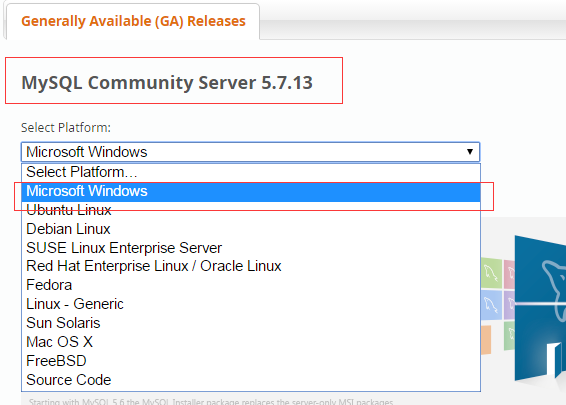 Generally Available (GA) Releases
MySQL Community Server 5.7.13
Select Platform:
Microsoft Windows
Select Platform…
Microsoft Windows
Ubuntu Linux
Debian Linux
SUSE Linux Enterprise Server
Red Hat Enterprise Linux / Oracle Linux
Fedora
Linux - Generic
Sun Solaris
Mac OS X
FreeBSD
Source Code
Starting with MySQL 5.6 the MySQL Installer package replaces the server-only MSI packages.